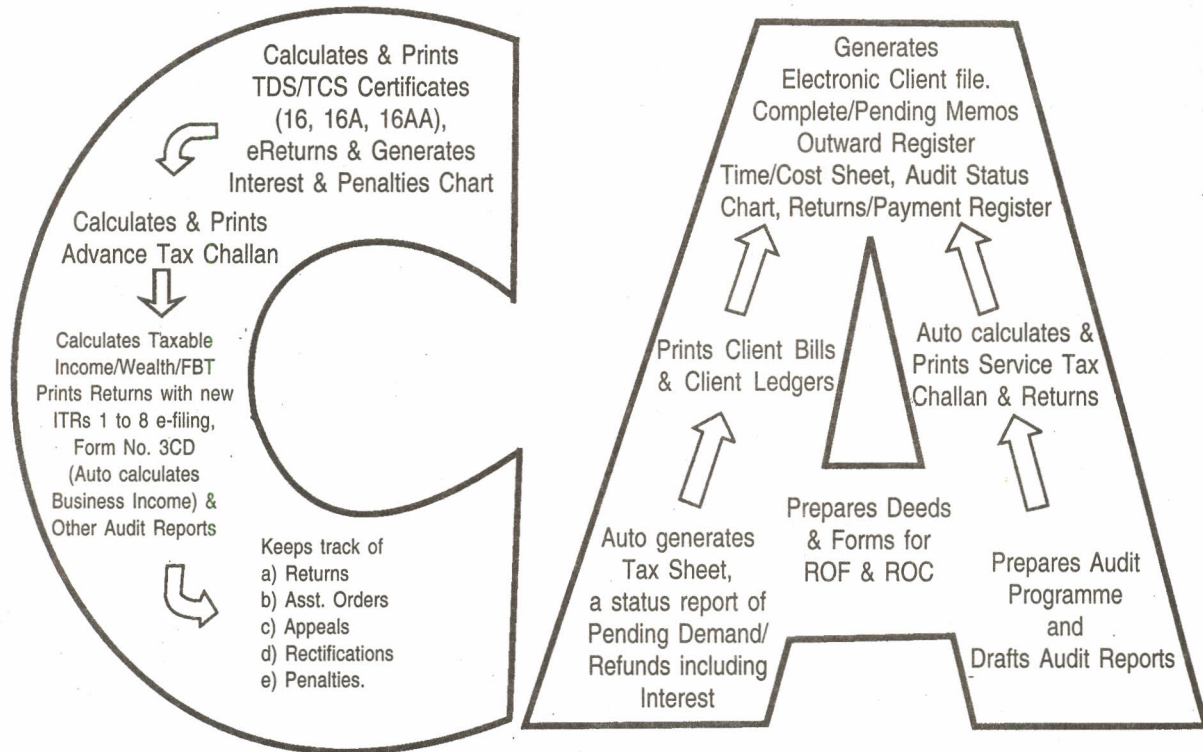 Calculates & Prints
TDS/TCS Certificates
(16, 16A, 16AA),
eReturns & Generates
Interest & Penalties Chart
Calculates & Prints
Advance Tax Challan
Calculates Taxable
Income/Wealth/FBT
Prints Returns with new
ITRs 1 to 8 e-filing,
Form No. 3CD
(Auto calculates
Business Income) &
Other Audit Reports
Keeps track of
a) Returns
b) Asst. Orders
c) Appeals
d) Rectifications
e) Penalties.
Auto generates
Tax Sheet,
a status report of
Pending Demand/
Refunds including
Interest
Prints Client Bills
& Client Ledgers
Generates
Electronic Client file.
Complete/Pending Memos
Outward Register
Time/Cost Sheet, Audit Status
Chart, Returns/Payment Register
Auto calculates &
Prints Service Tax
Challan & Returns
Prepares Deeds
& Forms for
ROF & ROC
Prepares Audit
Programme
and
Drafts Audit Reports